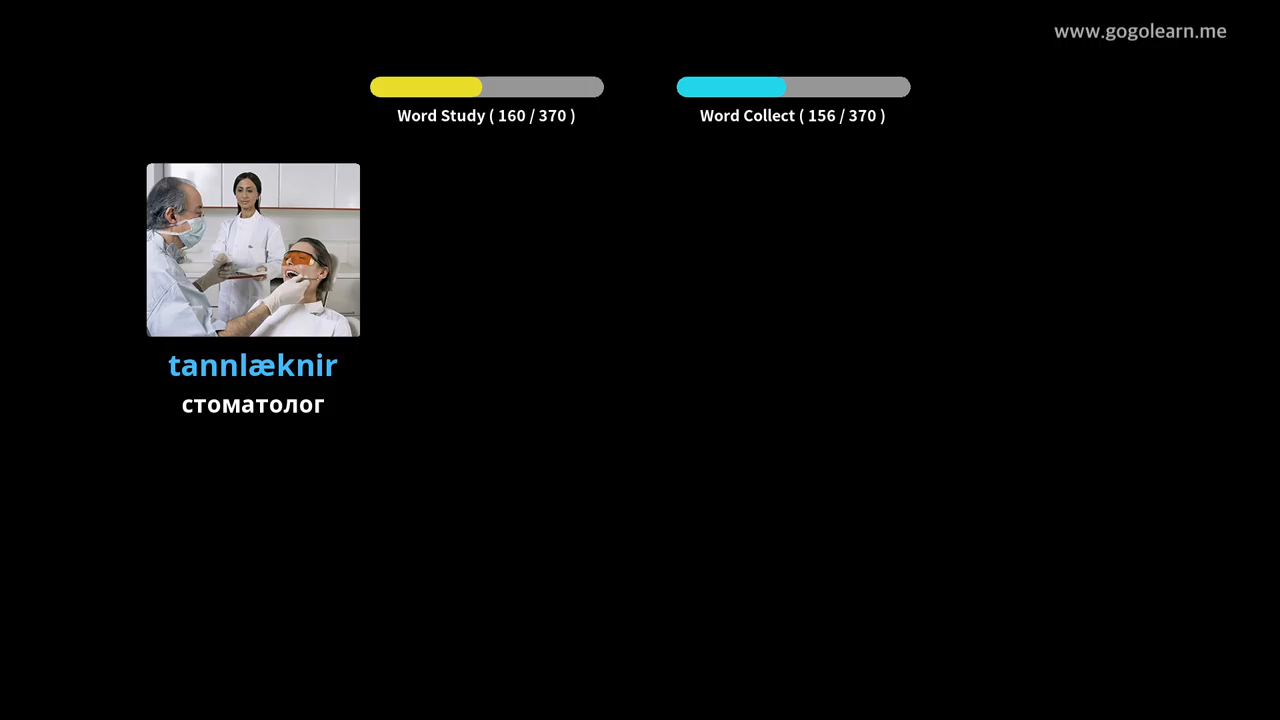 www.gogolearn.me
Word Study ( 160 / 370 )
Word Collect ( 156 / 370 )
tannlæknir
стоматолог